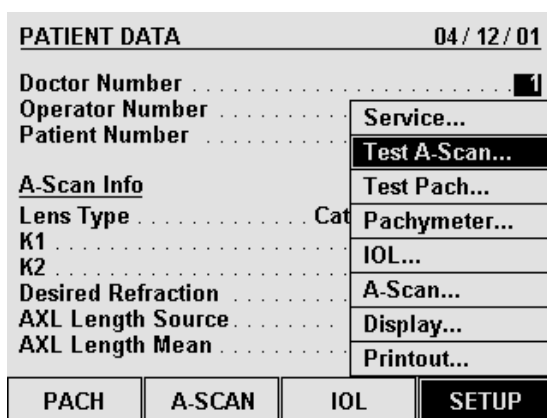 PATIENT DATA 04/12/01
Doctor Number . . . . . . . . . . . . . . . . . . . . . . . . . 1
Operator Number . . . . . . . . . .
Patient Number . . . . . . . . . .
Service...
Test A-Scan...
Test Pach...
Pachymeter...
IOL...
A-Scan...
Display...
Printout...
A-Scan Info
Lens Type . . . . . . . . . . . . . Cat
K1 . . . . . . . . . . . . . . . . . . . .
K2 . . . . . . . . . . . . . . . . . . . .
Desired Refraction . . . . . . . .
AXL Length Source . . . . . . . .
AXL Length Mean . . . . . . . . .
PACH A-SCAN IOL SETUP